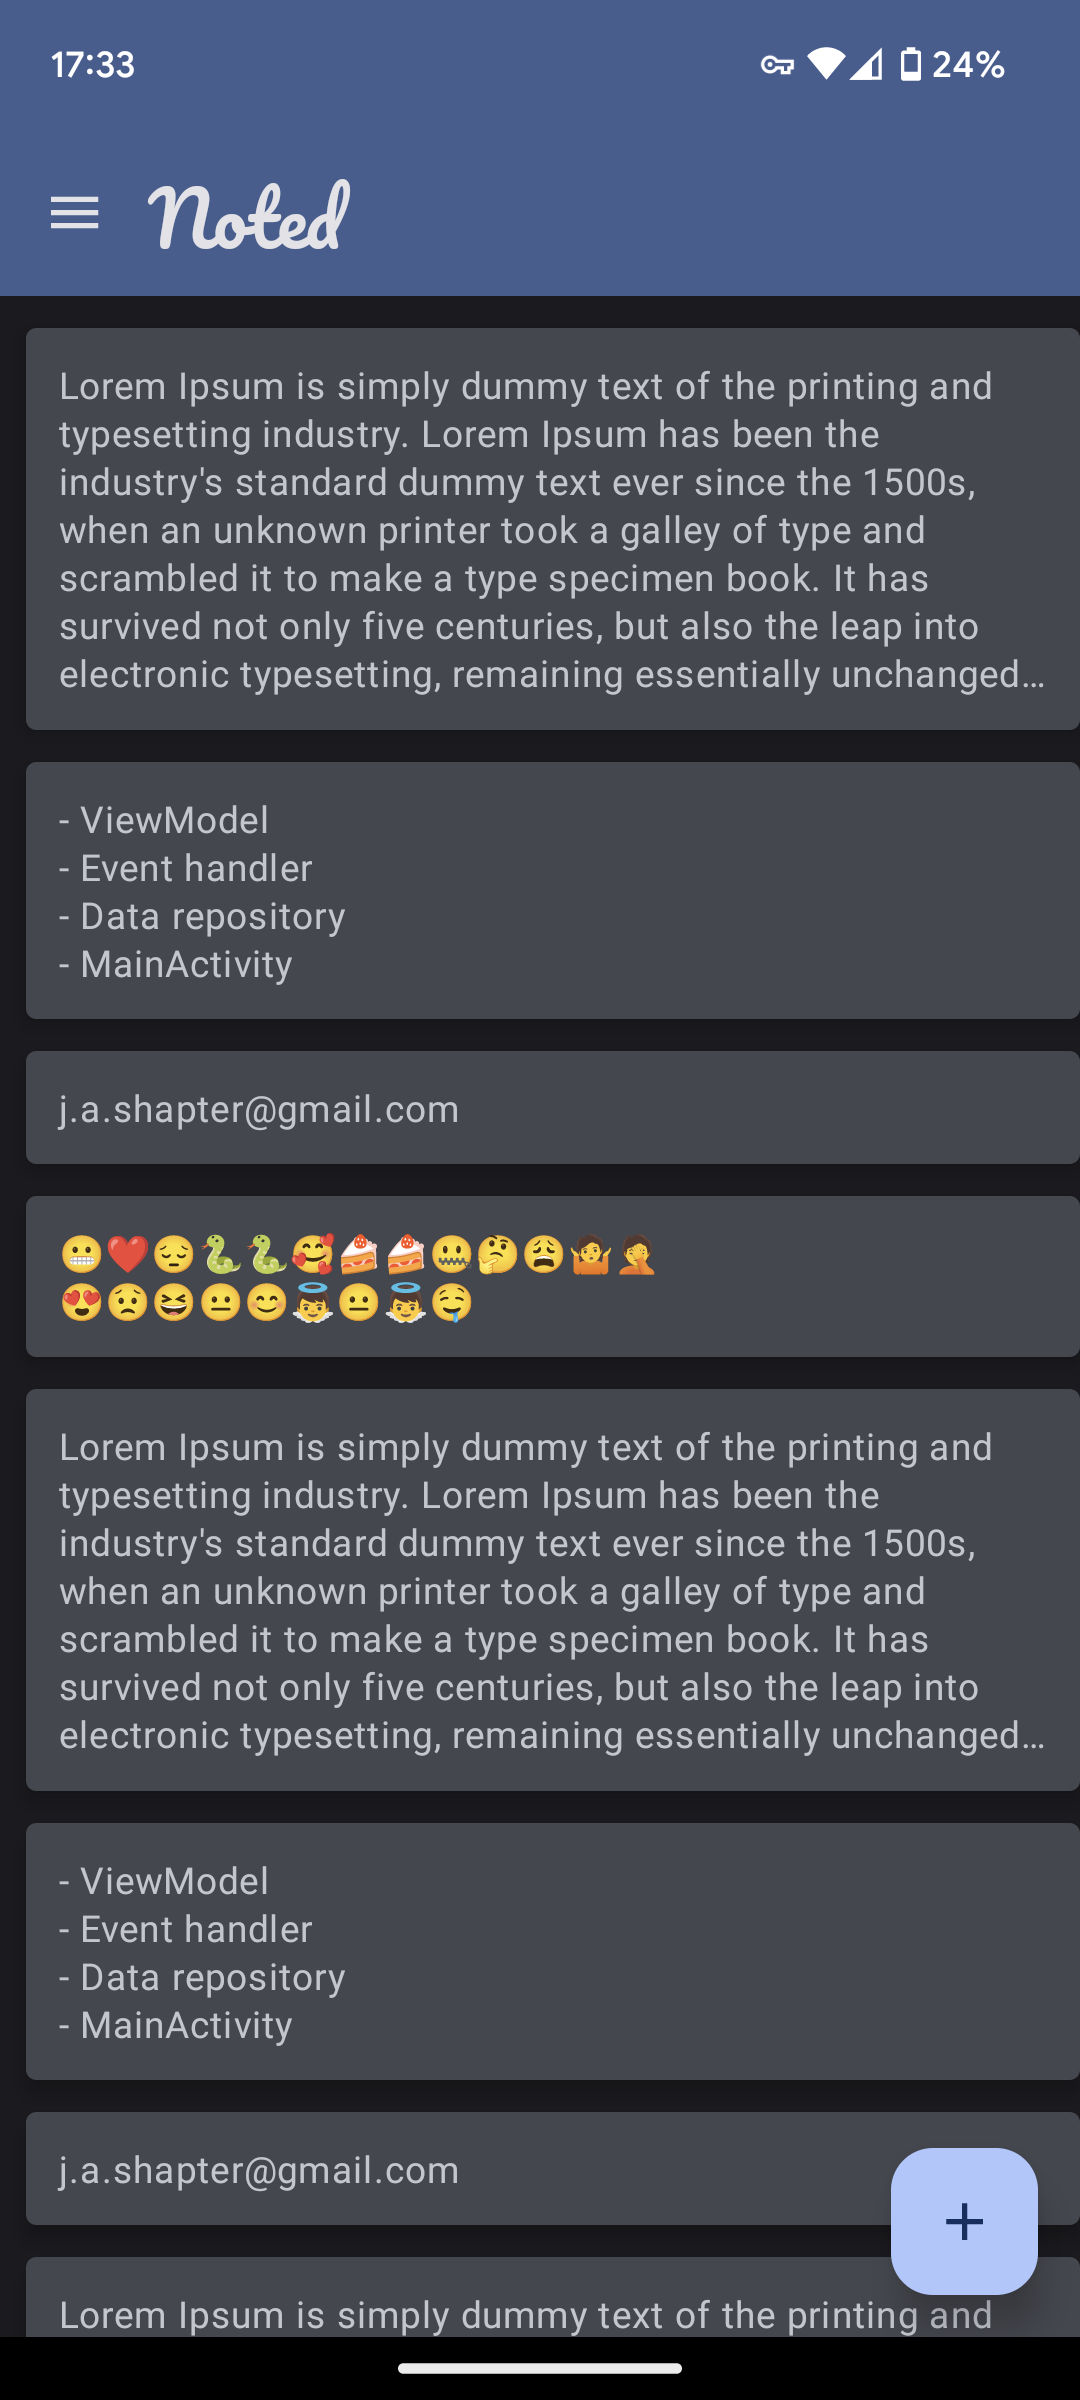 17:33
24%
Noted
Lorem Ipsum is simply dummy text of the printing and
typesetting industry. Lorem Ipsum has been the
industry's standard dummy text ever since the 1500s,
when an unknown printer took a galley of type and
scrambled it to make a type specimen book. It has
survived not only five centuries, but also the leap into
electronic typesetting, remaining essentially unchanged…
- ViewModel
- Event handler
- Data repository
- MainActivity
j.a.shapter@gmail.com
😬❤️😔🐍🐍🥰🍰🍰🤐🤔😩🤷🤦
😍😟😆😐😊👼😐👼🤤
Lorem Ipsum is simply dummy text of the printing and
typesetting industry. Lorem Ipsum has been the
industry's standard dummy text ever since the 1500s,
when an unknown printer took a galley of type and
scrambled it to make a type specimen book. It has
survived not only five centuries, but also the leap into
electronic typesetting, remaining essentially unchanged…
- ViewModel
- Event handler
- Data repository
- MainActivity
j.a.shapter@gmail.com
Lorem Ipsum is simply dummy text of the printing and